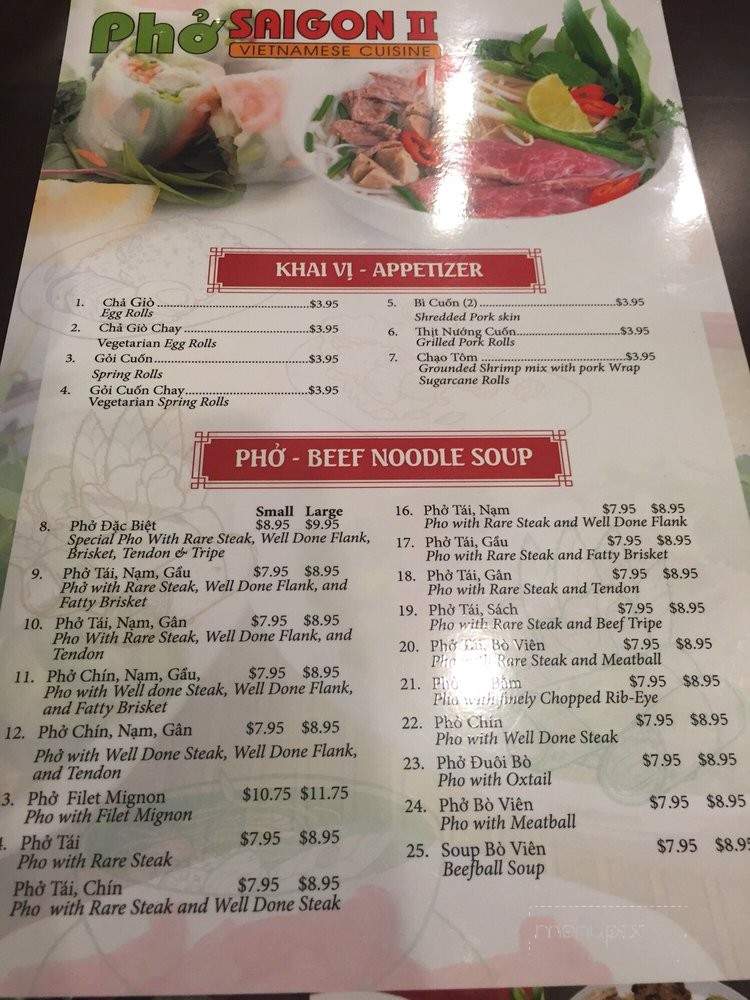 Phở SAIGON II
VIETNAMESE CUISINE
KHAI VỊ - APPETIZER
1. Chả Giò ........ $3.95
Egg Rolls
2. Chả Giò Chay ........ $3.95
Vegetarian Egg Rolls
3. Gỏi Cuốn ........ $3.95
Spring Rolls
4. Gỏi Cuốn Chay ........ $3.95
Vegetarian Spring Rolls
5. Bì Cuốn (2) ........ $3.95
Shredded Pork skin
6. Thịt Nướng Cuốn ........ $3.95
Grilled Pork Rolls
7. Chạo Tòm ........ $3.95
Grounded Shrimp mix with pork Wrap
Sugarcane Rolls
PHỞ - BEEF NOODLE SOUP
Small Large
8. Phở Đặc Biệt $8.95 $9.95
Special Pho With Rare Steak, Well Done Flank,
Brisket, Tendon & Tripe
9. Phở Tái, Nạm, Gầu $7.95 $8.95
Phở with Rare Steak, Well Done Flank, and
Fatty Brisket
10. Phở Tái, Nạm, Gân $7.95 $8.95
Pho With Rare Steak, Well Done Flank, and
Tendon
11. Phở Chín, Nạm, Gầu, $7.95 $8.95
Pho with Well done Steak, Well Done Flank,
and Fatty Brisket
12. Phở Chín, Nạm, Gân $7.95 $8.95
Phở with Well Done Steak, Well Done Flank,
and Tendon
3. Phở Filet Mignon $10.75 $11.75
Pho with Filet Mignon
4. Phở Tái $7.95 $8.95
Pho with Rare Steak
Phở Tái, Chín $7.95 $8.95
Pho with Rare Steak and Well Done Steak
16. Phở Tái, Nạm $7.95 $8.95
Pho with Rare Steak and Well Done Flank
17. Phở Tái, Gầu $7.95 $8.95
Pho with Rare Steak and Fatty Brisket
18. Phở Tái, Gân $7.95 $8.95
Pho with Rare Steak and Tendon
19. Phở Tái, Sách $7.95 $8.95
Pho with Rare Steak and Beef Tripe
20. Phở Tái, Bò Viên $7.95 $8.95
Pho with Rare Steak and Meatball
21. $7.95 $8.95
Pho with finely Chopped Rib-Eye
22. Phở Chín $7.95 $8.95
Pho with Well Done Steak
23. Phở Đuôi Bò $7.95 $8.95
Pho with Oxtail
24. Phở Bò Viên $7.95 $8.95
Pho with Meatball
25. Soup Bò Viên $7.95 $8.95
Beefball Soup
menupix